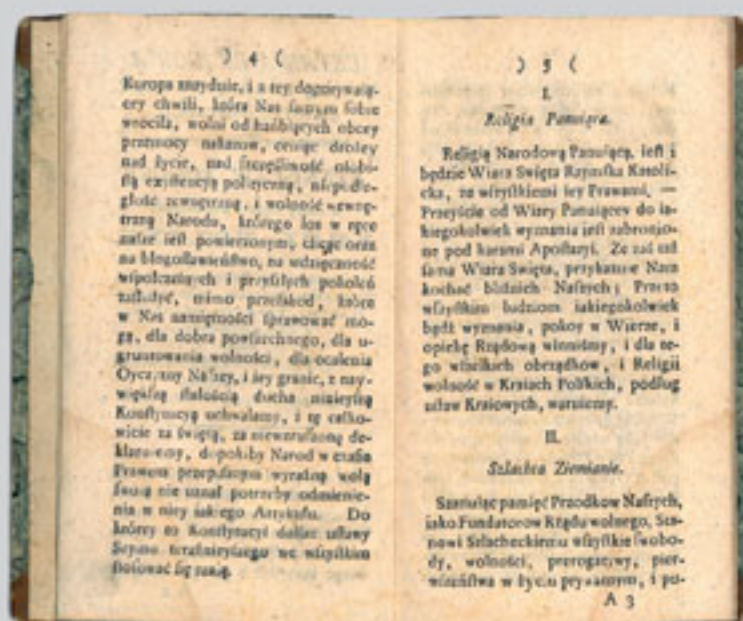 ) 4 (
Europa znayduie, i z tey dogorywaią-
cey chwili, która Nas samym sobie
wrociła, wolni od hańbiących obcey
przemocy nakazow, ceniąc drożey
nad życie, nad szczęśliwość osobi-
stą exystencyą polityczną, niepodle-
głość zewnętrzną, i wolność wewnę-
trzną Narodu, ktorego los w ręce
nasze iest powierzonym, chcąc oraz
na błogosławieństwo, na wdzięczność
wspołczesnych i przyszłych pokoleń
zasłużyć, mimo przeszkod, ktore
w Nas namiętności sprawować mo-
gą, dla dobra powszechnego, dla u-
gruntowania wolności, dla ocalenia
Oyczyzny Naszey, i iey granic, z nay-
większą stałością ducha ninieyszą
Konstytucyą uchwalamy, i tę całko-
wicie za świętą, za niewzruszoną de-
klaruiemy, dopokiby Narod w czasie
Prawem przepisanym wyraźną wolą
swoią nie uznał potrzeby odmienie-
nia w niey iakiego Artykułu. Do
ktorey to Konstytucyi dalsze ustawy
Seymu teraźnieyszego we wszystkim
stosować się maią.
) 5 (
I.
Religia Panuiąca.
Religią Narodową Panuiącą, iest i
będzie Wiara Swięta Rzymska Katoli-
cka, ze wszystkiemi iey Prawami. —
Przeyście od Wiary Panuiącey do ia-
kiegokolwiek wyznania iest zabronio-
ne pod karami Apostazyi. Ze zaś taż
sama Wiara Swięta, przykazuie Nam
kochać bliźnich Naszych; Przeto
wszystkim ludziom iakiegokolwiek
bądź wyznania, pokoy w Wierze, i
opiekę Rządową winniśmy, i dla te-
go wszelkich obrządkow, i Religii
wolność w Kraiach Polskich, podług
ustaw Kraiowych, waruiemy.
II.
Szlachta Ziemianie.
Szanuiąc pamięć Przodkow Naszych,
iako Fundatorow Rządu wolnego, Sta-
nowi Szlacheckiemu wszystkie swobo-
dy, wolności, prerogatywy, pier-
wszeństwa w życiu prywatnym, i pu-
A 3